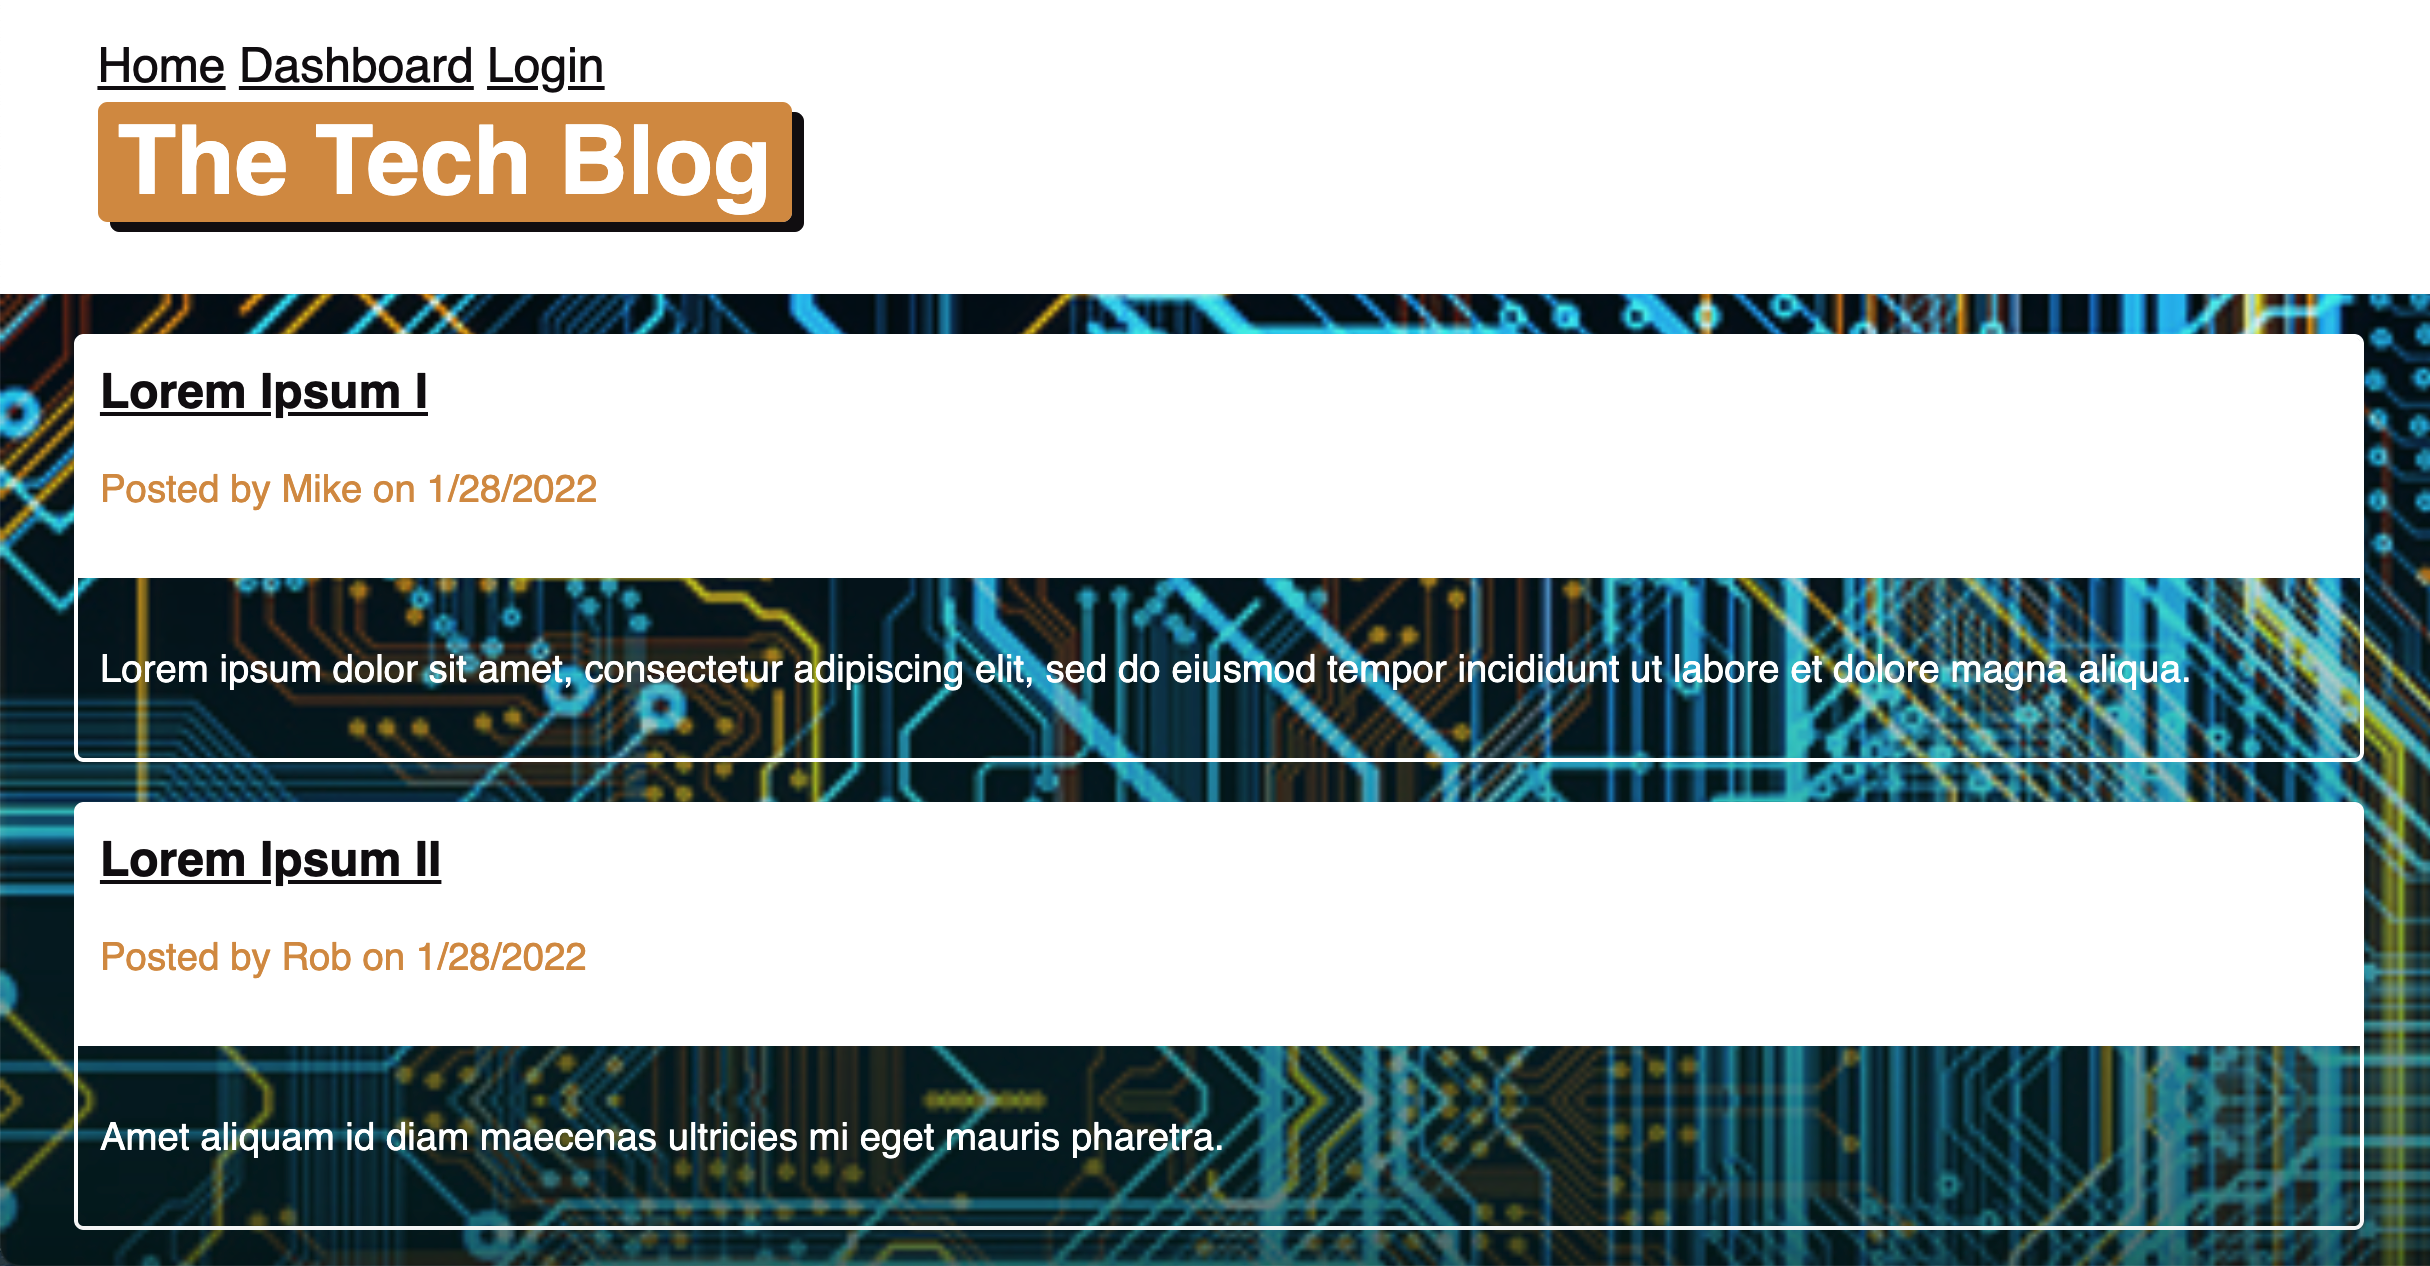 Home Dashboard Login
The Tech Blog
Lorem Ipsum I
Posted by Mike on 1/28/2022
Lorem ipsum dolor sit amet, consectetur adipiscing elit, sed do eiusmod tempor incididunt ut labore et dolore magna aliqua.
Lorem Ipsum II
Posted by Rob on 1/28/2022
Amet aliquam id diam maecenas ultricies mi eget mauris pharetra.